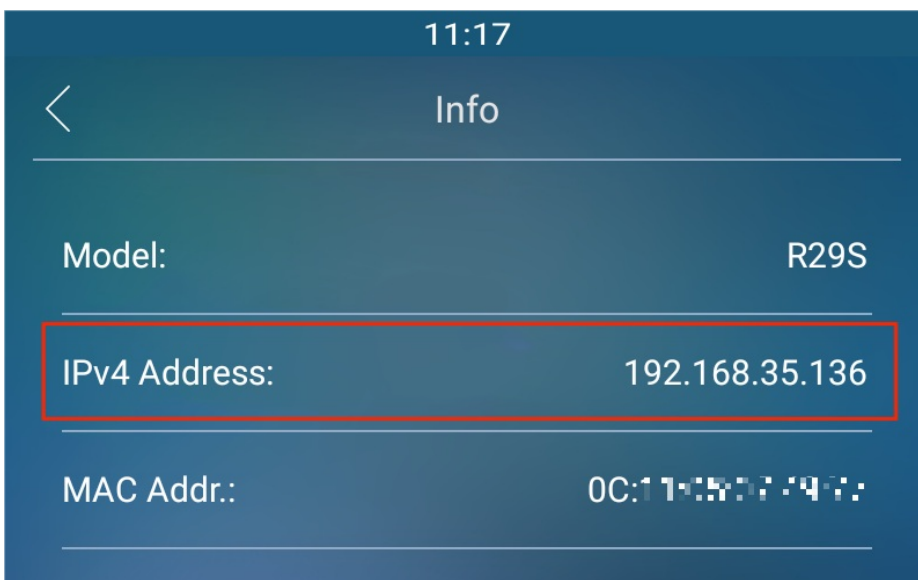 11:17
Info
Model: R29S
IPv4 Address: 192.168.35.136
MAC Addr.: 0C: